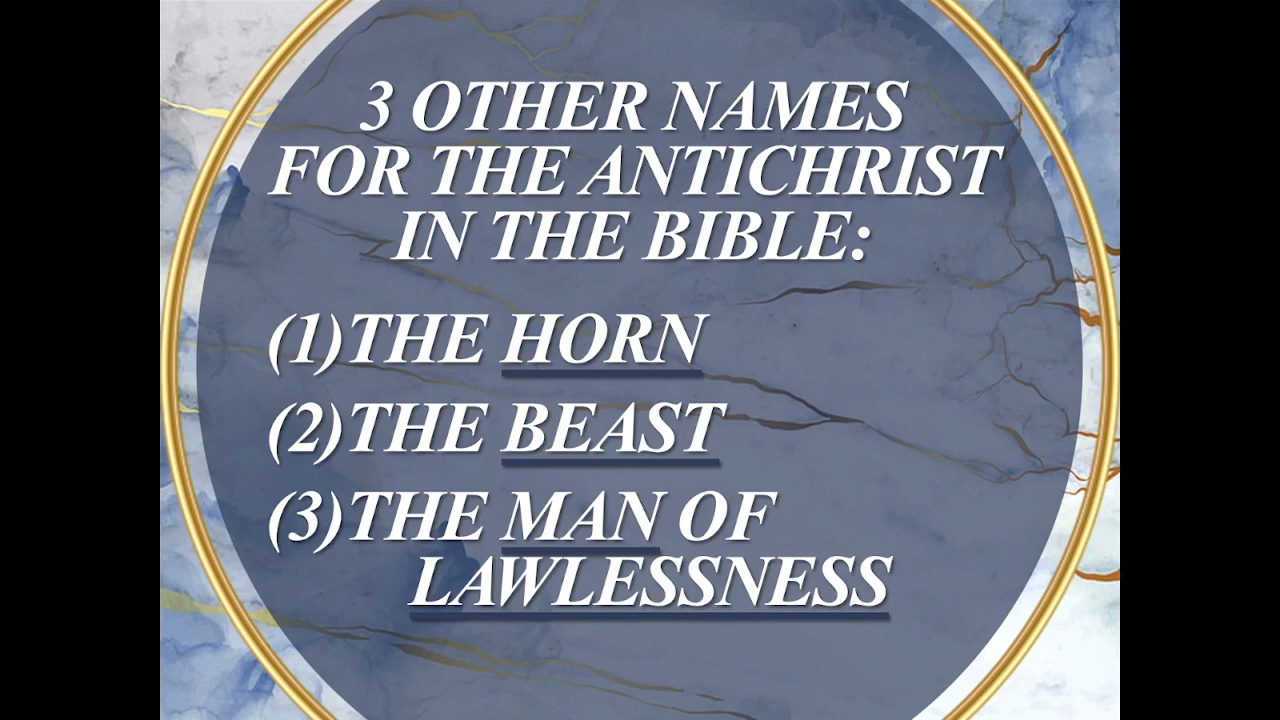 3 OTHER NAMES
FOR THE ANTICHRIST
IN THE BIBLE:
(1)THE HORN
(2)THE BEAST
(3)THE MAN OF
LAWLESSNESS